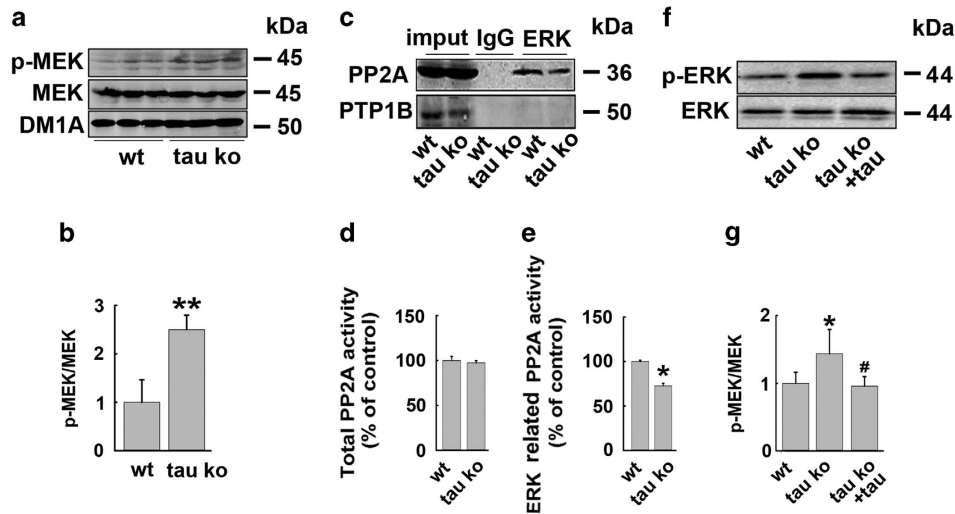 a
kDa
p-MEK
45
MEK
45
DM1A
50
wt
tau ko
c
imput
IgG
ERK
kDa
PP2A
36
PTP1B
50
wt
tau ko
wt
tau ko
wt
tau ko
f
kDa
p-ERK
44
ERK
44
wt
tau ko
tau ko
+tau
b
p-MEK/MEK
3
2
1
0
**
wt
tau ko
d
Total PP2A activity
(% of control)
150
100
50
0
wt
tau ko
e
ERK related PP2A activity
(% of control)
150
100
50
0
*
wt
tau ko
g
p-MEK/MEK
2
1
0
*
#
wt
tau ko
tau ko
+tau